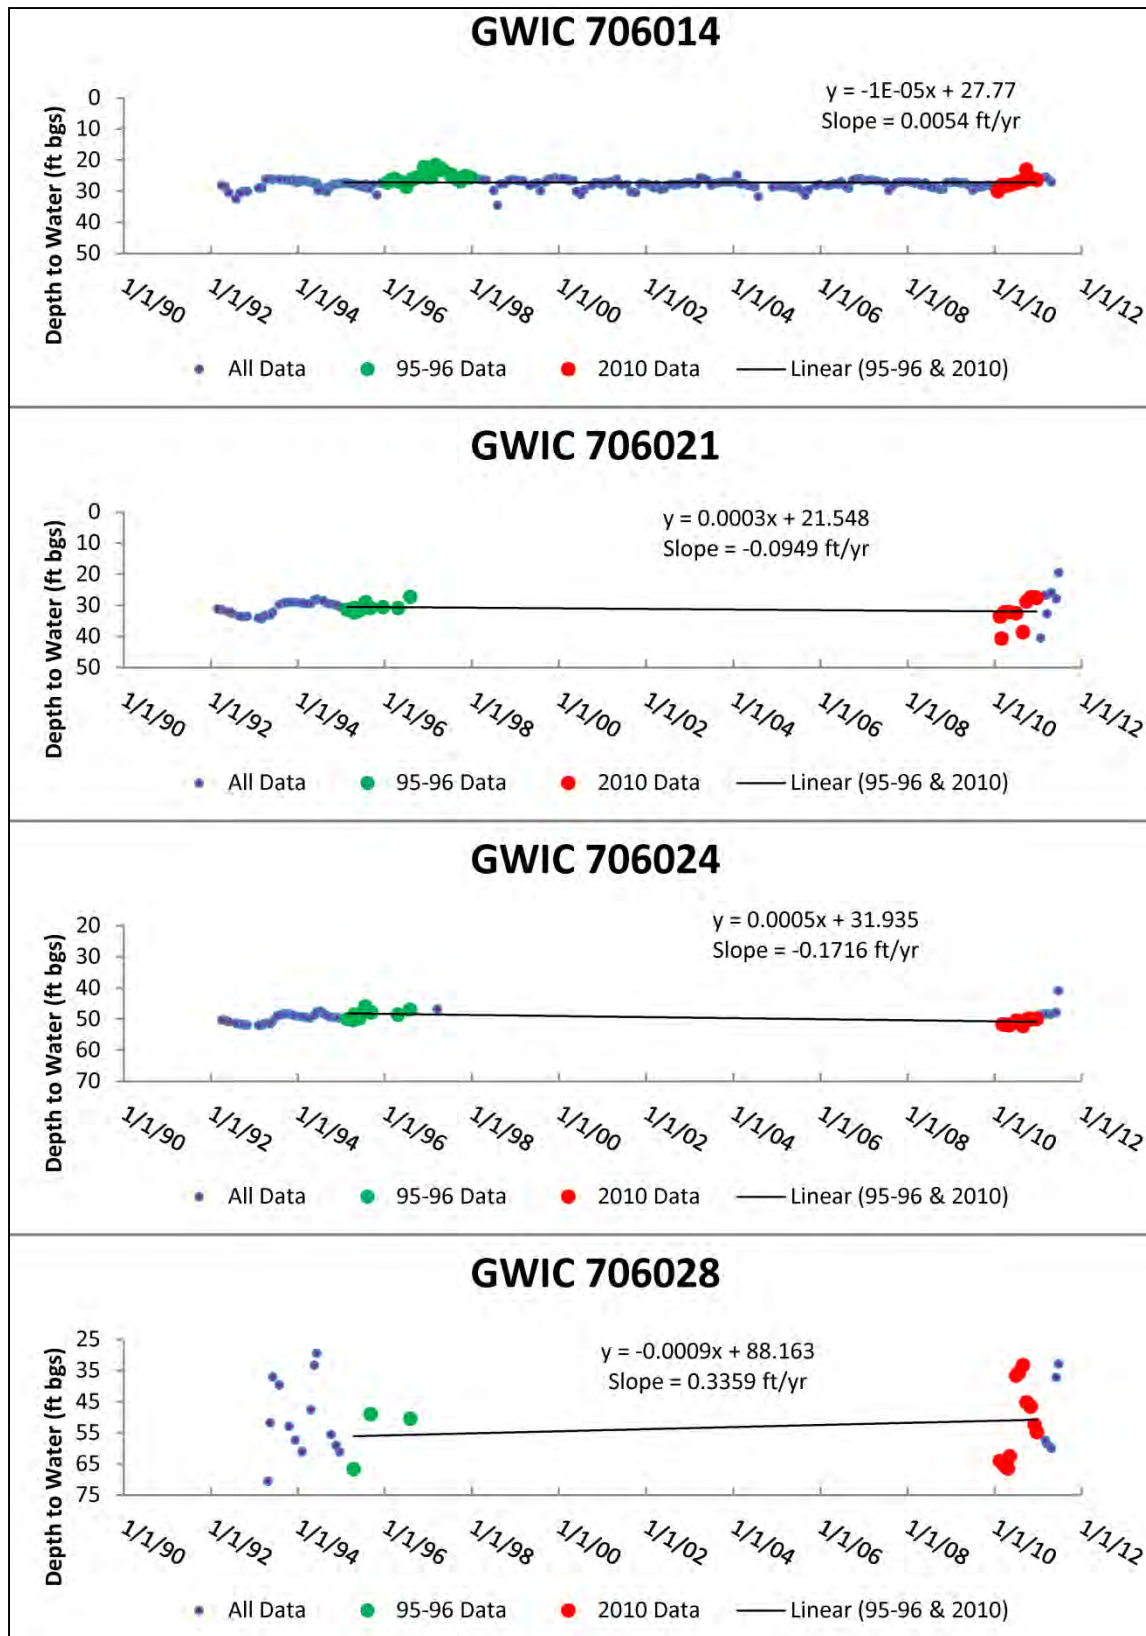 GWIC 706014
y = -1E-05x + 27.77
Slope = 0.0054 ft/yr
Depth to Water (ft bgs)
0
10
20
30
40
50
1/1/90
1/1/92
1/1/94
1/1/96
1/1/98
1/1/00
1/1/02
1/1/04
1/1/06
1/1/08
1/1/10
1/1/12
All Data
95-96 Data
2010 Data
Linear (95-96 & 2010)
GWIC 706021
y = 0.0003x + 21.548
Slope = -0.0949 ft/yr
Depth to Water (ft bgs)
0
10
20
30
40
50
1/1/90
1/1/92
1/1/94
1/1/96
1/1/98
1/1/00
1/1/02
1/1/04
1/1/06
1/1/08
1/1/10
1/1/12
All Data
95-96 Data
2010 Data
Linear (95-96 & 2010)
GWIC 706024
y = 0.0005x + 31.935
Slope = -0.1716 ft/yr
Depth to Water (ft bgs)
20
30
40
50
60
70
1/1/90
1/1/92
1/1/94
1/1/96
1/1/98
1/1/00
1/1/02
1/1/04
1/1/06
1/1/08
1/1/10
1/1/12
All Data
95-96 Data
2010 Data
Linear (95-96 & 2010)
GWIC 706028
y = -0.0009x + 88.163
Slope = 0.3359 ft/yr
Depth to Water (ft bgs)
25
35
45
55
65
75
1/1/90
1/1/92
1/1/94
1/1/96
1/1/98
1/1/00
1/1/02
1/1/04
1/1/06
1/1/08
1/1/10
1/1/12
All Data
95-96 Data
2010 Data
Linear (95-96 & 2010)